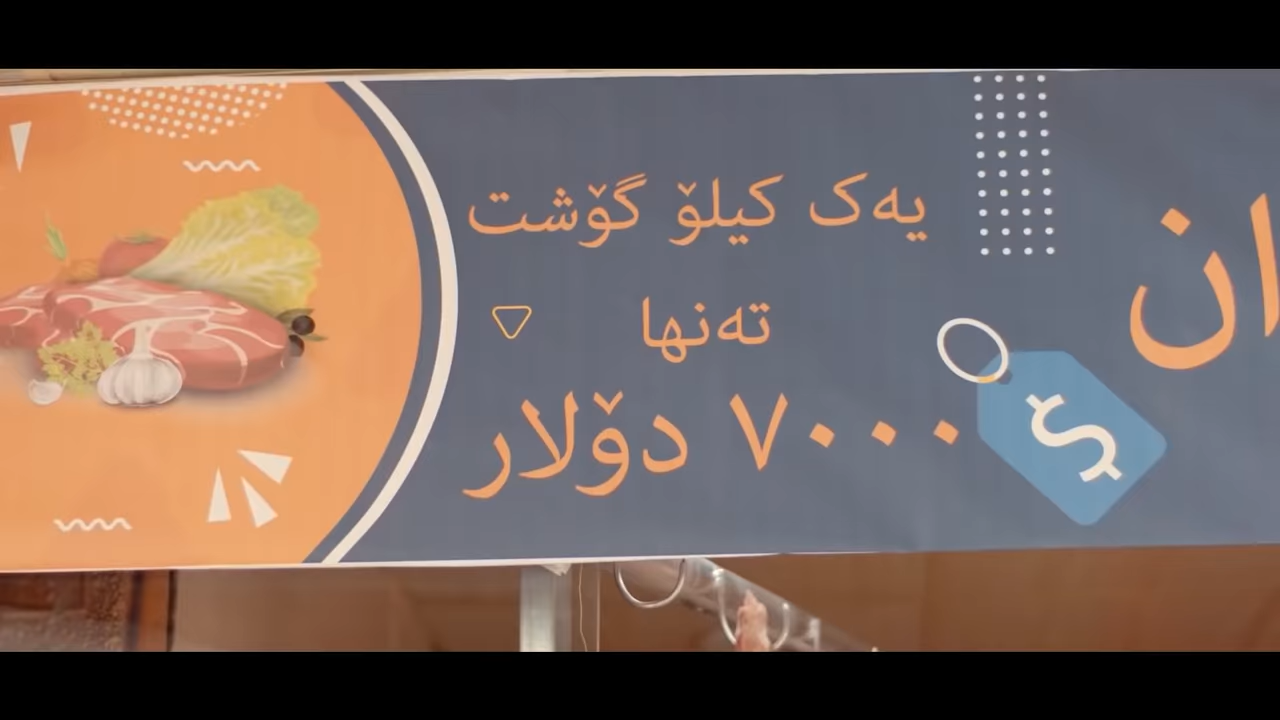 یەک کیلۆ گۆشت
تەنها
٧٠٠٠ دۆلار
$